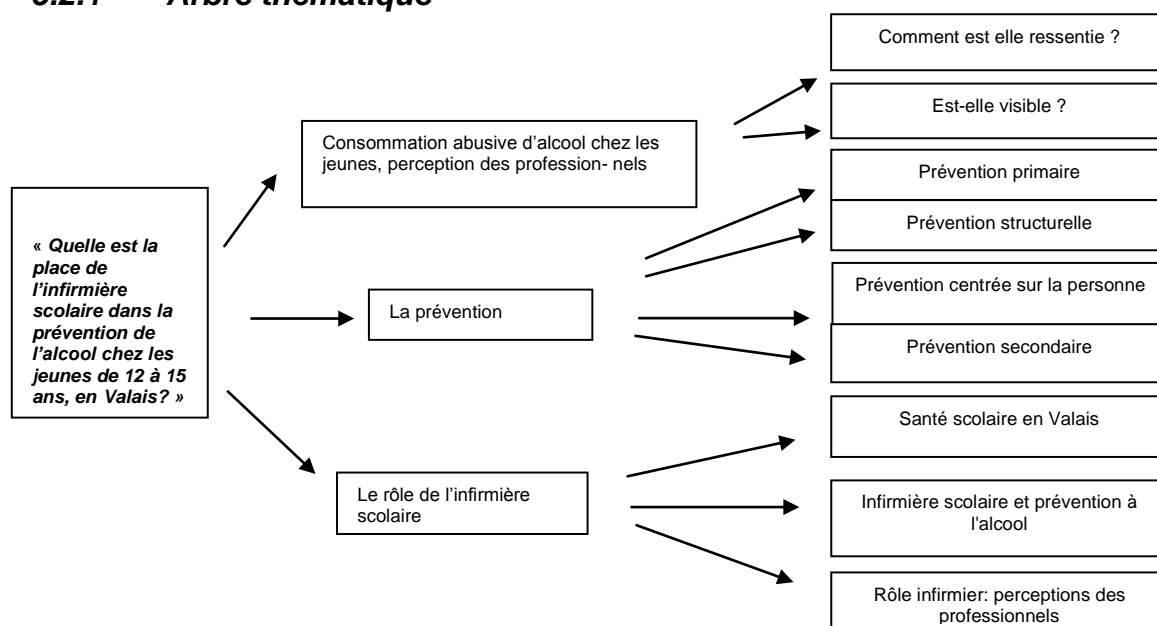 Arbre thématique
« Quelle est la
place de
l’infirmière
scolaire dans la
prévention de
l’alcool chez les
jeunes de 12 à 15
ans, en Valais? »
Consommation abusive d’alcool chez les
jeunes, perception des profession- nels
La prévention
Le rôle de l’infirmière
scolaire
Comment est elle ressentie ?
Est-elle visible ?
Prévention primaire
Prévention structurelle
Prévention centrée sur la personne
Prévention secondaire
Santé scolaire en Valais
Infirmière scolaire et prévention à
l'alcool
Rôle infirmier: perceptions des
professionnels